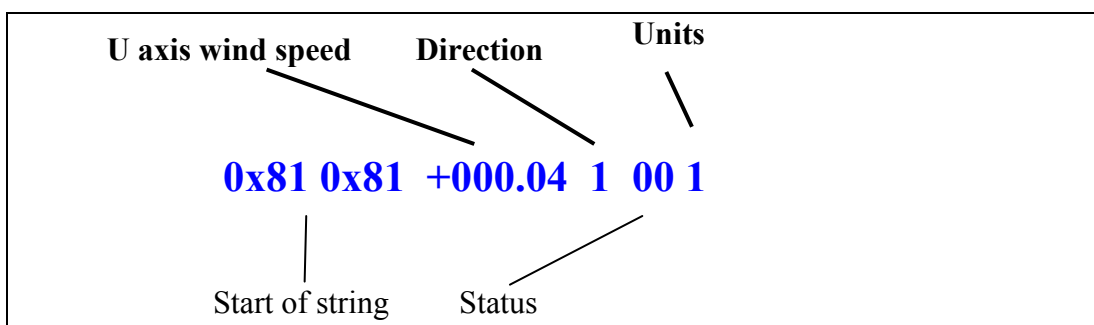 U axis wind speed Direction Units
0x81 0x81 +000.04 1 00 1
Start of string Status